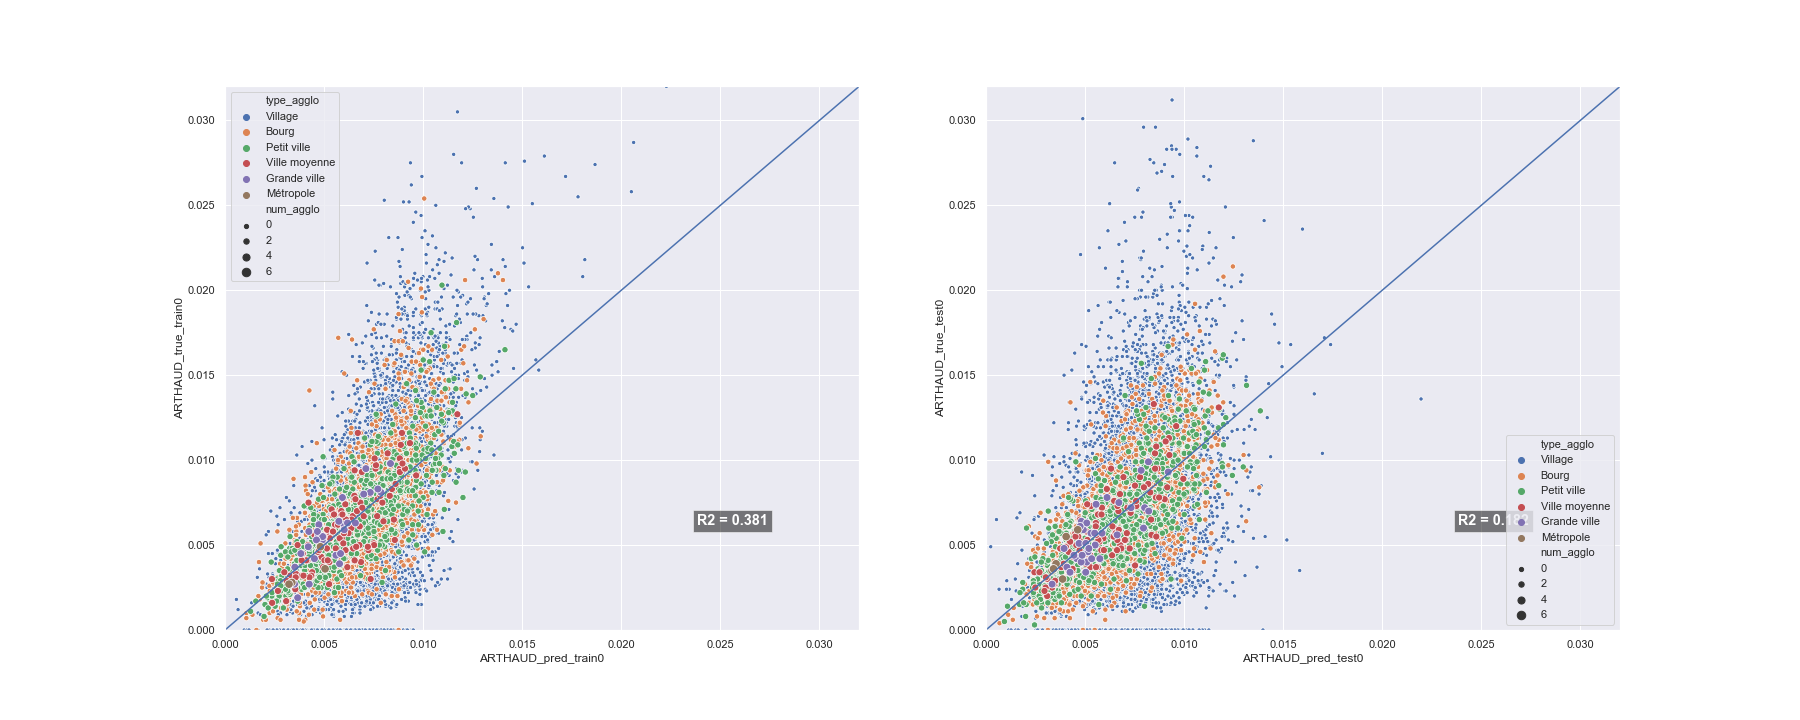 type_agglo
Village
Bourg
Petit ville
Ville moyenne
Grande ville
Métropole
num_agglo
0
2
4
6
R2 = 0.381
0.030
0.025
0.020
0.015
0.010
0.005
0.000
ARTHAUD_true_train0
0.000 0.005 0.010 0.015 0.020 0.025 0.030
ARTHAUD_pred_train0
0.030
0.025
0.020
0.015
0.010
0.005
0.000
ARTHAUD_true_test0
type_agglo
Village
Bourg
Petit ville
Ville moyenne
Grande ville
Métropole
num_agglo
0
2
4
6
R2 =
0.000 0.005 0.010 0.015 0.020 0.025 0.030
ARTHAUD_pred_test0